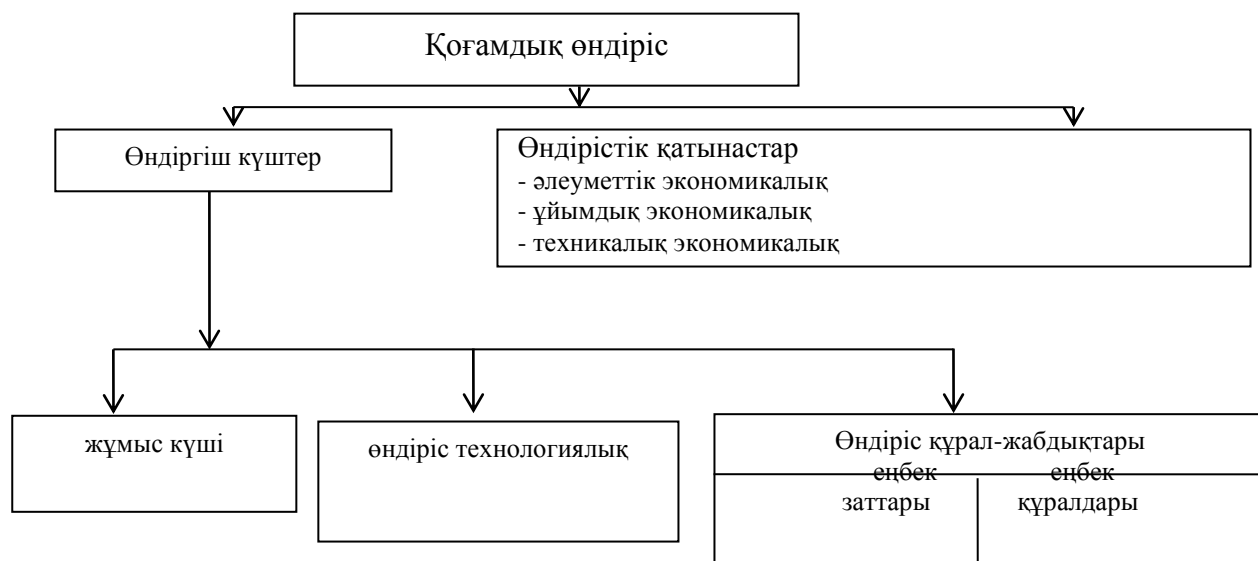 Қоғамдық өндіріс
Өндіргіш күштер
Өндірістік қатынастар
- әлеуметтік экономикалық
- ұйымдық экономикалық
- техникалық экономикалық
жұмыс күші
өндіріс технологиялық
Өндіріс құрал-жабдықтары
еңбек
заттары
еңбек
құралдары